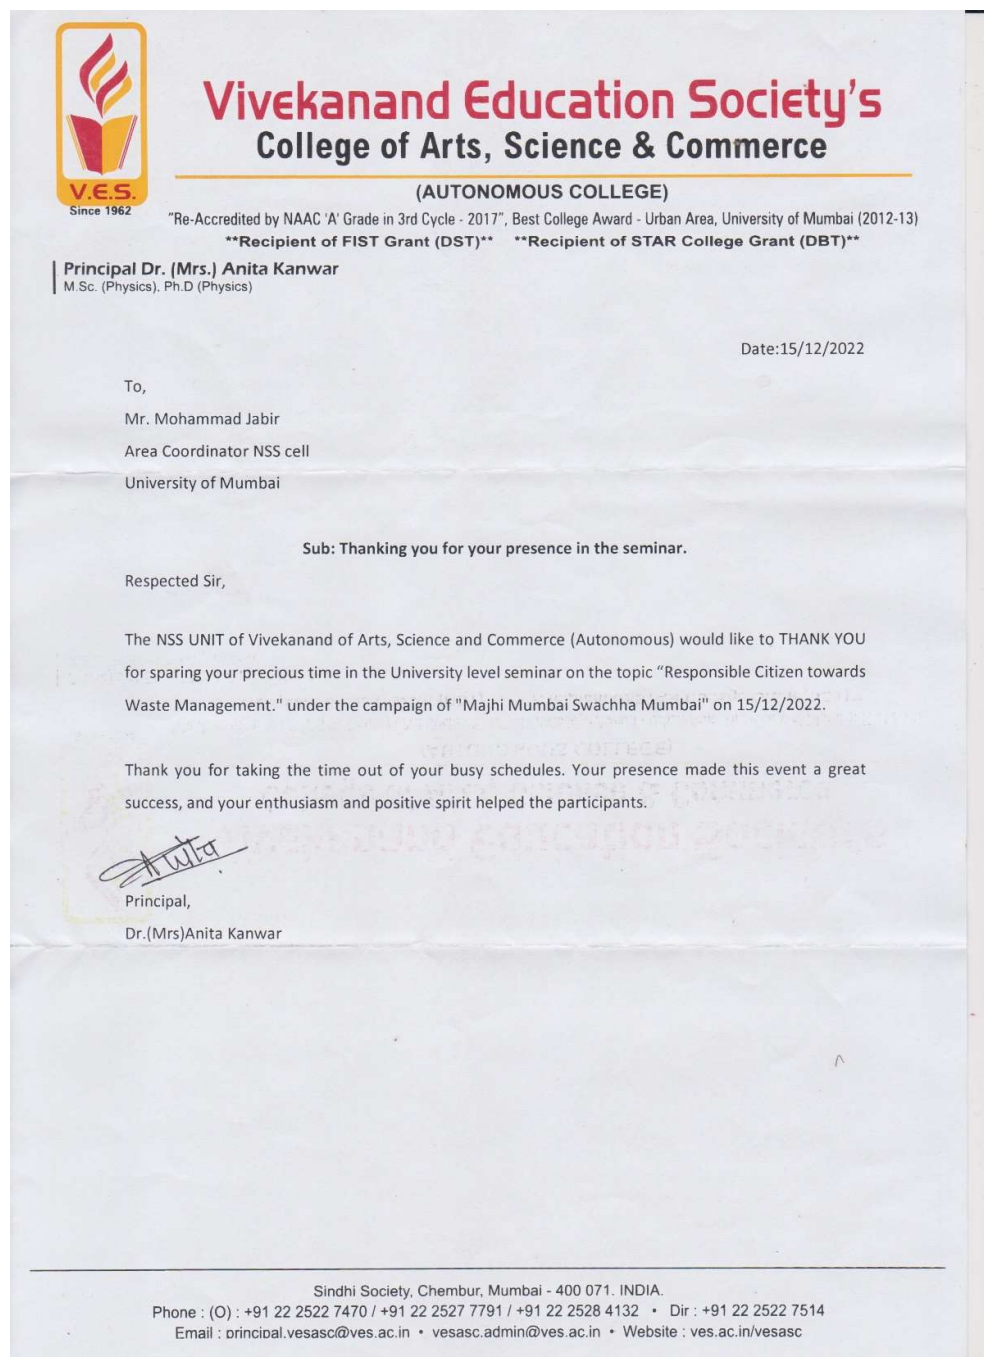 V.E.S.
Since 1962
Vivekanand Education Society's
College of Arts, Science & Commerce
(AUTONOMOUS COLLEGE)
"Re-Accredited by NAAC 'A' Grade in 3rd Cycle - 2017", Best College Award - Urban Area, University of Mumbai (2012-13)
**Recipient of FIST Grant (DST)** **Recipient of STAR College Grant (DBT)**
Principal Dr. (Mrs.) Anita Kanwar
M.Sc. (Physics), Ph.D (Physics)
Date:15/12/2022
To,
Mr. Mohammad Jabir
Area Coordinator NSS cell
University of Mumbai
Sub: Thanking you for your presence in the seminar.
Respected Sir,
The NSS UNIT of Vivekanand of Arts, Science and Commerce (Autonomous) would like to THANK YOU
for sparing your precious time in the University level seminar on the topic “Responsible Citizen towards
Waste Management." under the campaign of "Majhi Mumbai Swachha Mumbai" on 15/12/2022.
Thank you for taking the time out of your busy schedules. Your presence made this event a great
success, and your enthusiasm and positive spirit helped the participants.
Principal,
Dr.(Mrs)Anita Kanwar
Sindhi Society, Chembur, Mumbai - 400 071. INDIA.
Phone : (O) : +91 22 2522 7470 / +91 22 2527 7791 / +91 22 2528 4132 • Dir : +91 22 2522 7514
Email : principal.vesasc@ves.ac.in • vesasc.admin@ves.ac.in • Website : ves.ac.in/vesasc